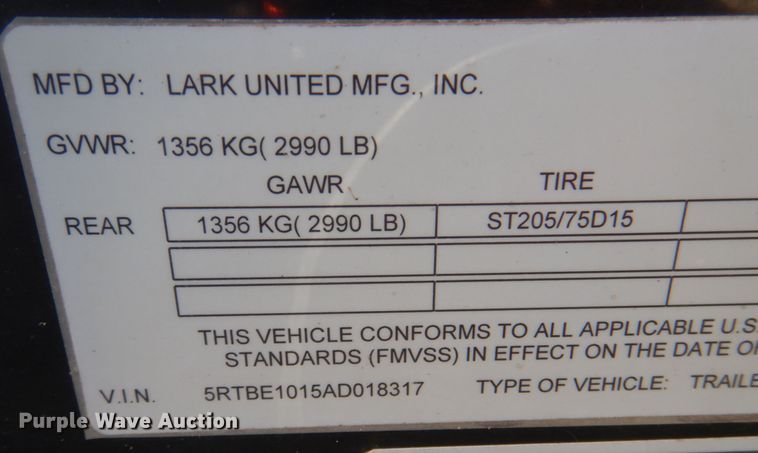 MFD BY: LARK UNITED MFG., INC.
GVWR: 1356 KG( 2990 LB)
GAWR TIRE
REAR 1356 KG( 2990 LB) ST205/75D15
THIS VEHICLE CONFORMS TO ALL APPLICABLE U.S.
STANDARDS (FMVSS) IN EFFECT ON THE DATE O
V.I.N. 5RTBE1015AD018317 TYPE OF VEHICLE: TRAILE
Purple Wave Auction